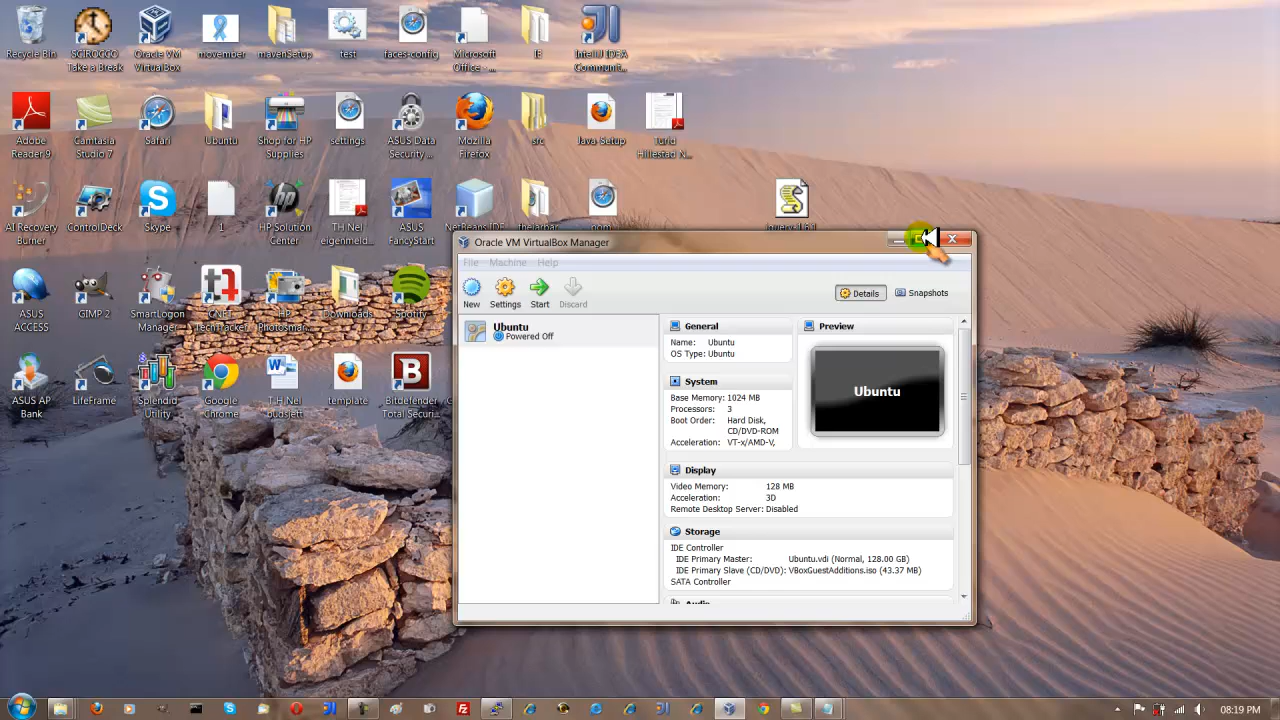 Recycle Bin
SCIROCCO
Take a Break
Oracle VM
VirtualBox
movember
mavenSetup
test
faces-config
Microsoft
Office - ...
IE
IntelliJ IDEA
Communit...
Adobe
Reader 9
Camtasia
Studio 7
Safari
Ubuntu
Shop for HP
Supplies
settings
ASUS Data
Security...
Mozilla
Firefox
src
Java-Setup
Turid
Hillestad N...
AI Recovery
Burner
ControlDeck
Skype
1
HP Solution
Center
TH Nel
eigenmeld...
ASUS
FancyStart
NetBeans IDE
thejarbar
pom
Oracle VM VirtualBox Manager
File Machine Help
New Settings Start Discard
Details Snapshots
Ubuntu
Powered Off
General
Name: Ubuntu
OS Type: Ubuntu
System
Base Memory: 1024 MB
Processors: 3
Boot Order: Hard Disk,
CD/DVD-ROM
Acceleration: VT-x/AMD-V,
Preview
Ubuntu
Display
Video Memory: 128 MB
Acceleration: 3D
Remote Desktop Server: Disabled
Storage
IDE Controller
IDE Primary Master: Ubuntu.vdi (Normal, 128.00 GB)
IDE Primary Slave (CD/DVD): VBoxGuestAdditions.iso (43.37 MB)
SATA Controller
Audio
ASUS
ACCESS
GIMP 2
SmartLogon
Manager
CNET
TechTracker
HP
Photosmar...
Downloads
Spotify
ASUS AP
Bank
LifeFrame
Splendid
Utility
Google
Chrome
T.H Nel
budsjett
template
Bitdefender
Total Securi...
08:19 PM